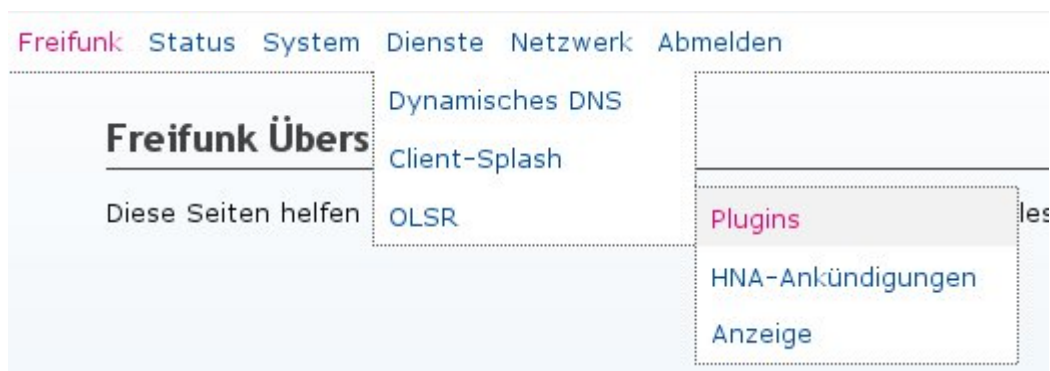 Freifunk Status System Dienste Netzwerk Abmelden
Dynamisches DNS
Freifunk Übers
Client-Splash
Diese Seiten helfen
OLSR
Plugins
HNA-Ankündigungen
Anzeige